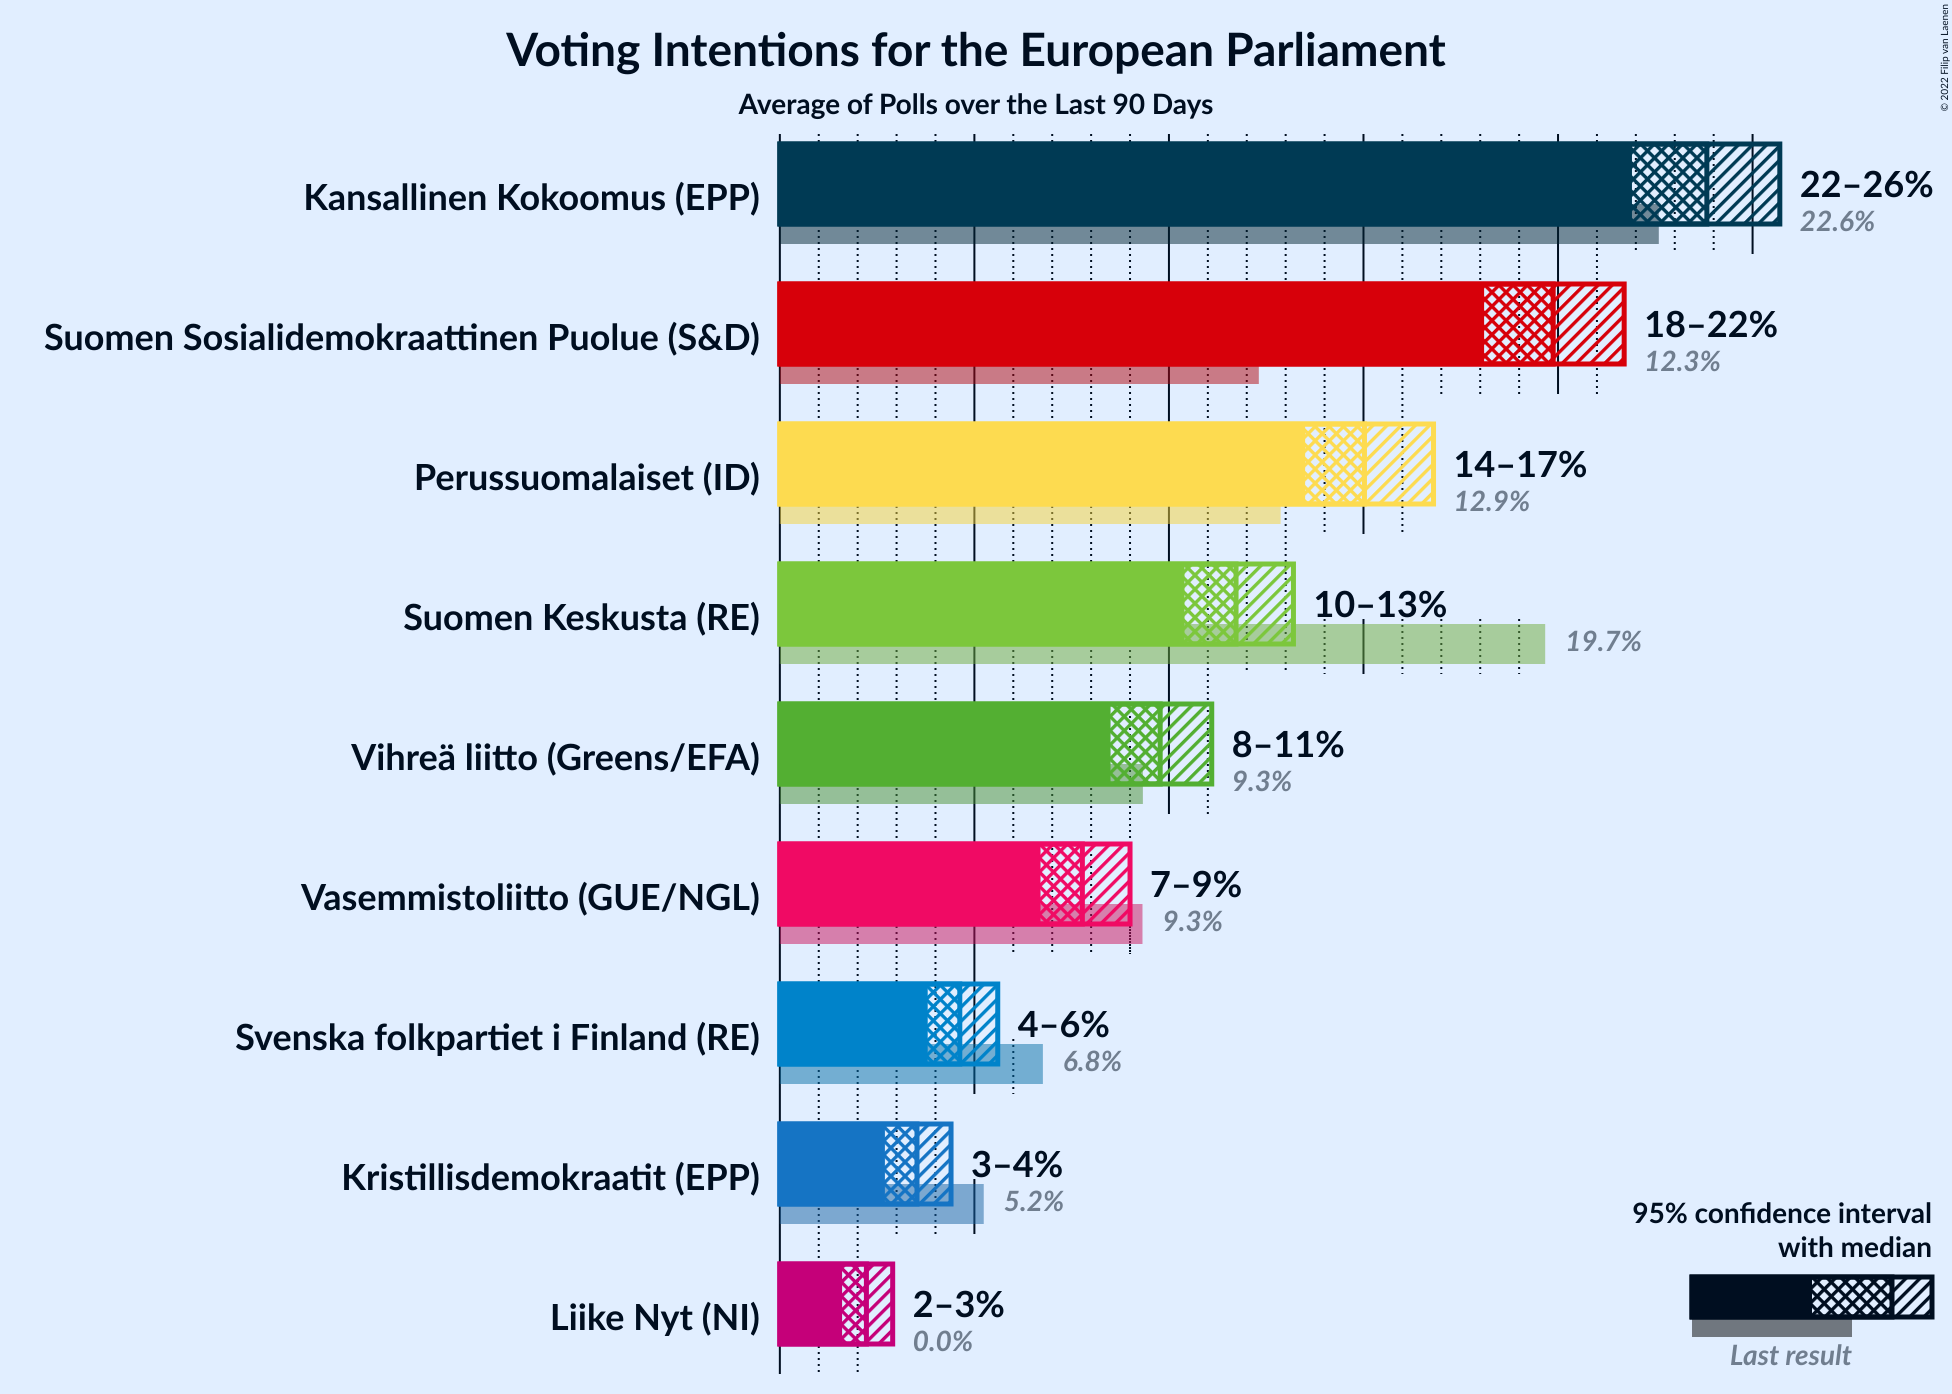 Voting Intentions for the European Parliament
Average of Polls over the Last 90 Days
© 2022 Filip van Laenen
Kansallinen Kokoomus (EPP)
22–26%
22.6%
Suomen Sosialidemokraattinen Puolue (S&D)
18–22%
12.3%
Perussuomalaiset (ID)
14–17%
12.9%
Suomen Keskusta (RE)
10–13%
19.7%
Vihreä liitto (Greens/EFA)
8–11%
9.3%
Vasemmistoliitto (GUE/NGL)
7–9%
9.3%
Svenska folkpartiet i Finland (RE)
4–6%
6.8%
Kristillisdemokraatit (EPP)
3–4%
5.2%
Liike Nyt (NI)
2–3%
0.0%
95% confidence interval
with median
Last result